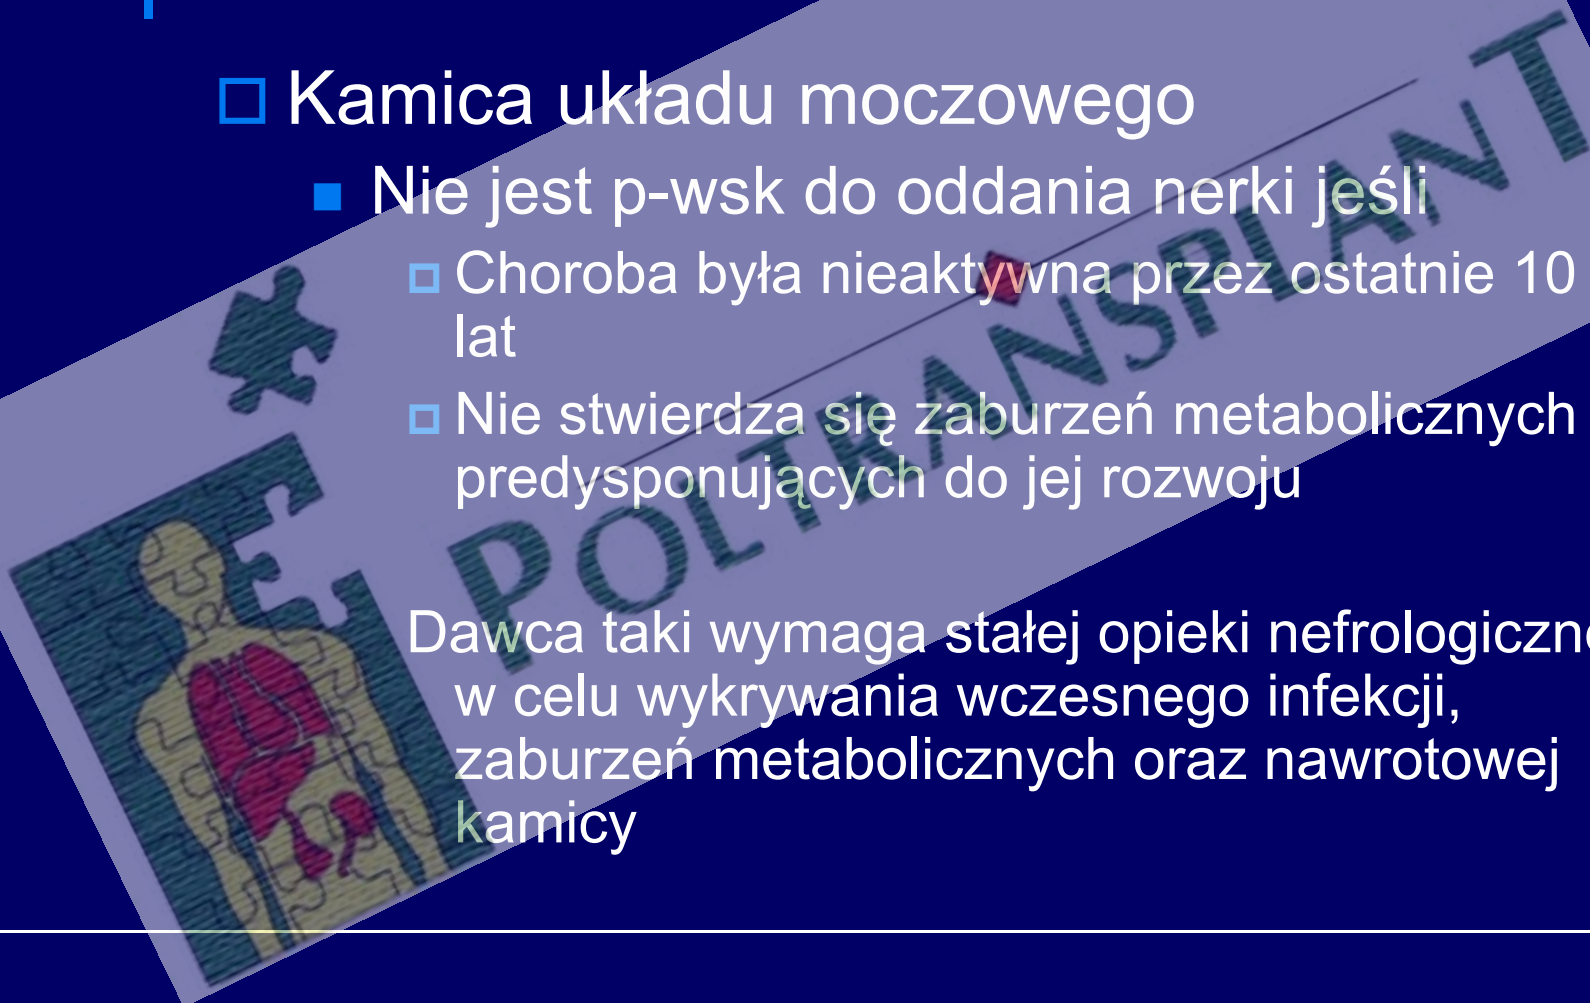 Kamica układu moczowego
Nie jest p-wsk do oddania nerki jeśli
Choroba była nieaktywna przez ostatnie 10
lat
Nie stwierdza się zaburzeń metabolicznych
predysponujących do jej rozwoju
Dawca taki wymaga stałej opieki
w celu wykrywania wczesnego infekcji,
zaburzeń metabolicznych oraz nawrotowej
kamicy
POLTRANSPLANT